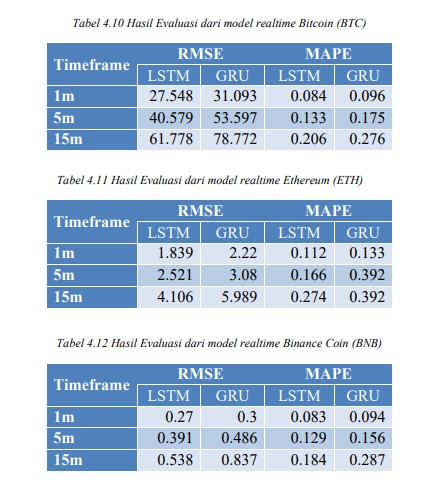 Tabel 4.10 Hasil Evaluasi dari model realtime Bitcoin (BTC)
Timeframe RMSE MAPE
LSTM GRU LSTM GRU
1m 27.548 31.093 0.084 0.096
5m 40.579 53.597 0.133 0.175
15m 61.778 78.772 0.206 0.276
Tabel 4.11 Hasil Evaluasi dari model realtime Ethereum (ETH)
Timeframe RMSE MAPE
LSTM GRU LSTM GRU
1m 1.839 2.22 0.112 0.133
5m 2.521 3.08 0.166 0.392
15m 4.106 5.989 0.274 0.392
Tabel 4.12 Hasil Evaluasi dari model realtime Binance Coin (BNB)
Timeframe RMSE MAPE
LSTM GRU LSTM GRU
1m 0.27 0.3 0.083 0.094
5m 0.391 0.486 0.129 0.156
15m 0.538 0.837 0.184 0.287